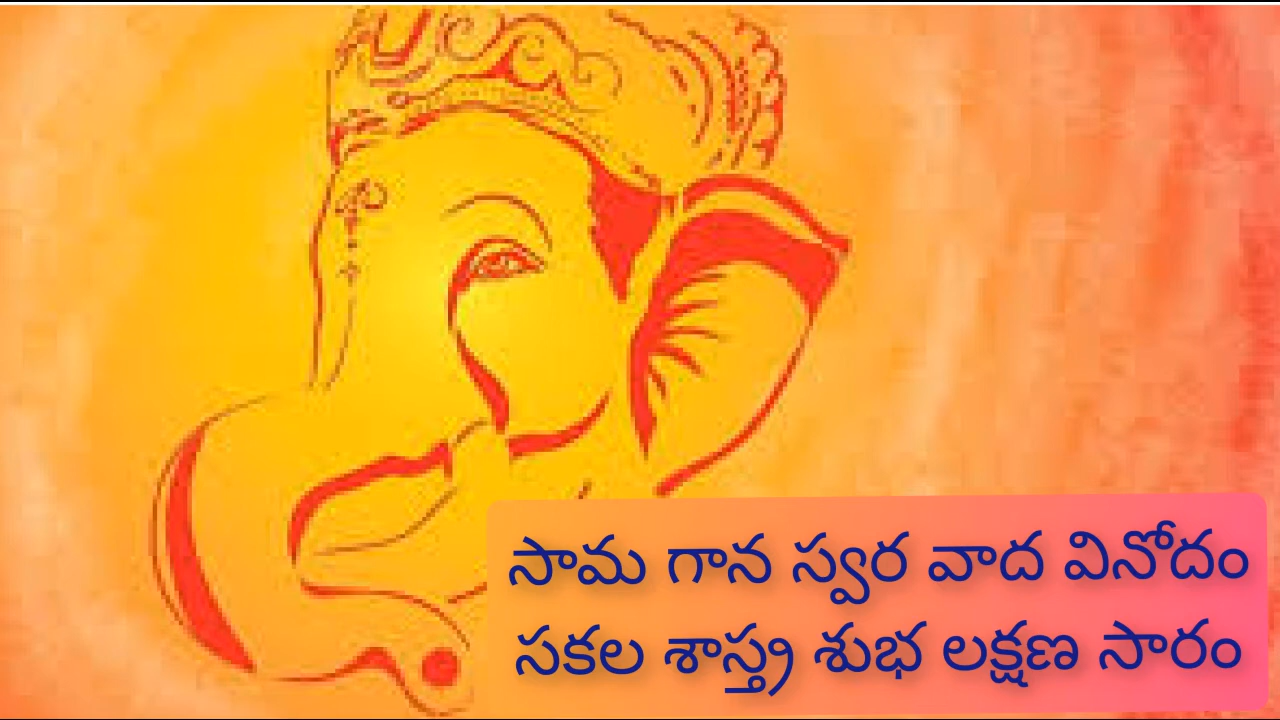 సామ గాన స్వర వాద వినోదం
సకల శాస్త్ర శుభ లక్షణ సారం